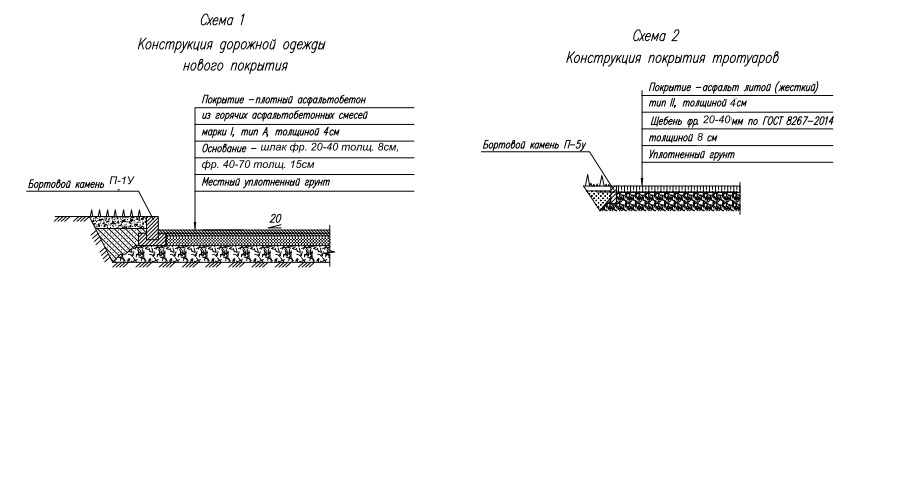 Схема 1
Конструкция дорожной одежды
нового покрытия
Покрытие – плотный асфальтобетон
из горячих асфальтобетонных смесей
марки I, тип А, толщиной 4см
Основание – шлак фр. 20-40 толщ. 8см,
фр. 40-70 толщ. 15см
Местный уплотненный грунт
Бортовой камень П-1У
20
Схема 2
Конструкция покрытия тротуаров
Покрытие –асфальт литой (жесткий)
тип II, толщиной 4см
Щебень фр. 20-40мм по ГОСТ 8267–2014
толщиной 8 см
Уплотненный грунт
Бортовой камень П–5у